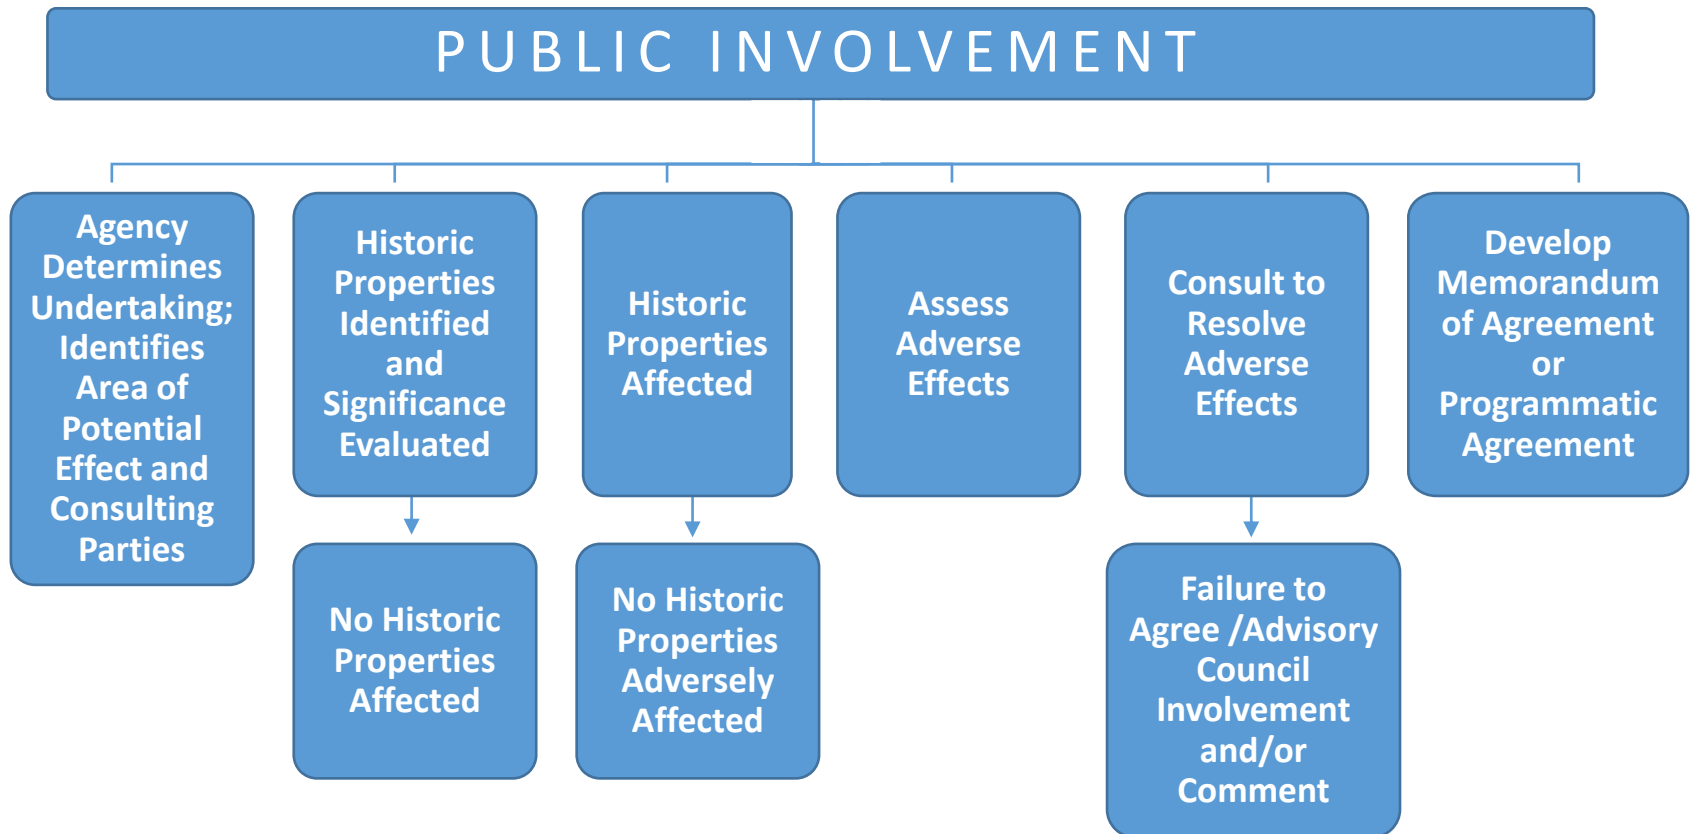 PUBLIC INVOLVEMENT
Agency
Determines
Undertaking;
Identifies
Area of
Potential
Effect and
Consulting
Parties
Historic
Properties
Identified
and
Significance
Evaluated
Historic
Properties
Affected
Assess
Adverse
Effects
Consult to
Resolve
Adverse
Effects
Develop
Memorandum
of Agreement
or
Programmatic
Agreement
No Historic
Properties
Affected
No Historic
Properties
Adversely
Affected
Failure to
Agree /Advisory
Council
Involvement
and/or
Comment